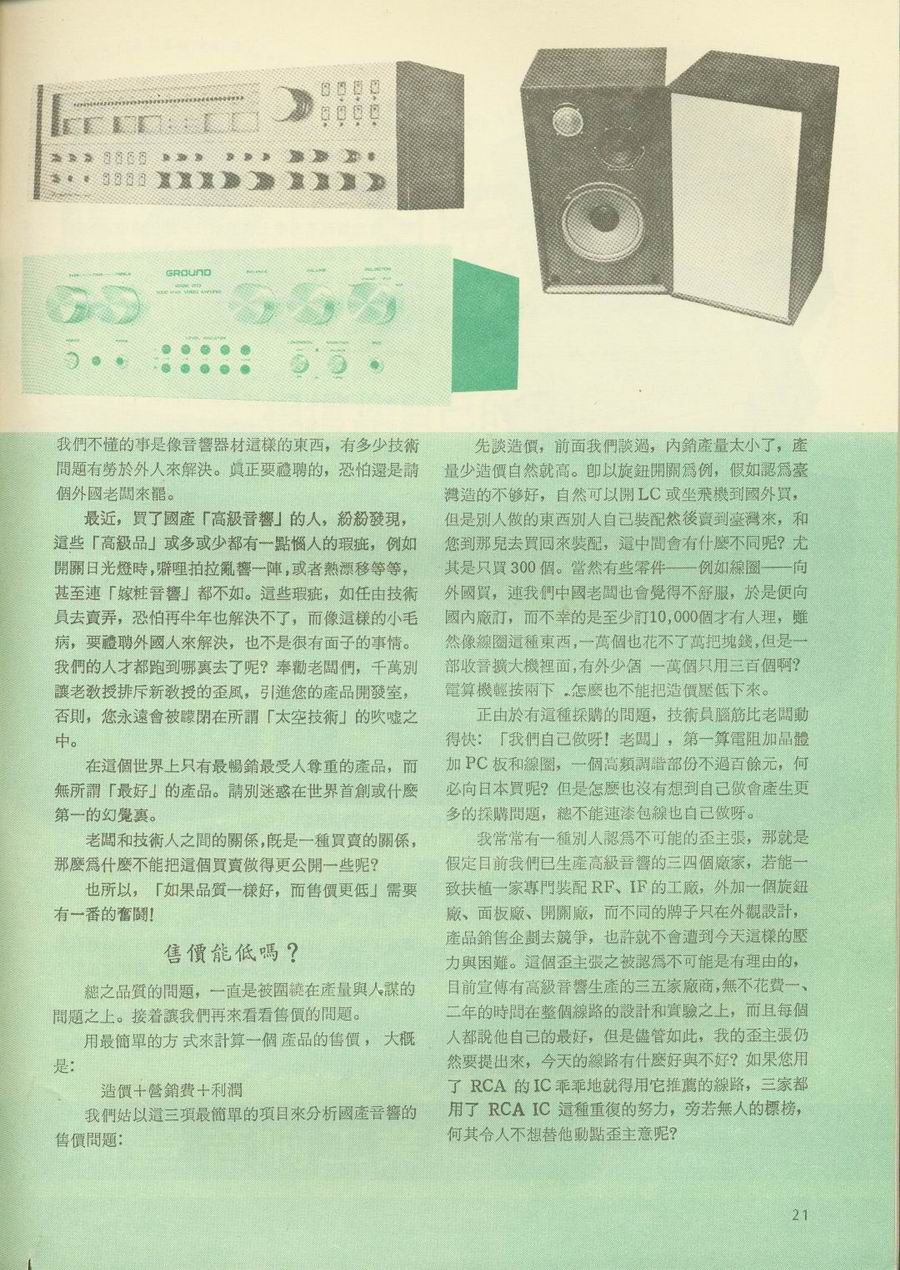 GROUND
BALANCE
VOLUME
SELECTOR
LEVEL INDICATOR
我們不懂的事是像音響器材這樣的東西，有多少技術
問題有勞於外人來解決。眞正要禮聘的，恐怕還是請
個外國老闆來罷。
最近，買了國產「高級音響」的人，紛紛發現，
這些「高級品」或多或少都有一點惱人的瑕疵，例如
開關日光燈時，噼哩拍拉亂響一陣，或者熱漂移等等，
甚至連「嫁粧音響」都不如。這些瑕疵，如任由技術
員去賣弄，恐怕再半年也解決不了，而像這樣的小毛
病，要禮聘外國人來解決，也不是很有面子的事情。
我們的人才都跑到哪裏去了呢？奉勸老闆們，千萬別
讓老敎授排斥新敎授的歪風，引進您的產品開發室，
否則，您永遠會被矇閉在所謂「太空技術」的吹噓之
中。
在這個世界上只有最暢銷最受人尊重的產品，而
無所謂「最好」的產品。請別迷惑在世界首創或什麼
第一的幻覺裏。
老闆和技術人之間的關係，旣是一種買賣的關係，
那麼爲什麼不能把這個買賣做得更公開一些呢？
也所以，「如果品質一樣好，而售價更低」需要
有一番的奮鬪！
售價能低嗎？
總之品質的問題，一直是被圍繞在產量與人謀的
問題之上。接着讓我們再來看看售價的問題。
用最簡單的方式來計算一個產品的售價，大概
是：
造價＋營銷費＋利潤
我們姑以這三項最簡單的項目來分析國產音響的
售價問題：
先談造價，前面我們談過，內銷產量太小了，產
量少造價自然就高。卽以旋鈕開關爲例，假如認爲臺
灣造的不够好，自然可以開LC或坐飛機到國外買，
但是別人做的東西別人自己裝配然後賣到臺灣來，和
您到那兒去買囘來裝配，這中間會有什麼不同呢？尤
其是只買300個。當然有些零件——例如線圈——向
外國買，連我們中國老闆也會覺得不舒服，於是便向
國內廠訂，而不幸的是至少訂10,000個才有人理，雖
然像線圈這種東西，一萬個也花不了萬把塊錢，但是一
部收音擴大機裡面，有外少個 一萬個只用三百個啊？
電算機輕按兩下．怎麼也不能把造價壓低下來。
正由於有這種採購的問題，技術員腦筋比老闆動
得快：「我們自己做呀！老闆」，第一算電阻加晶體
加PC板和線圈，一個高頻調諧部份不過百餘元，何
必向日本買呢？但是怎麼也沒有想到自己做會產生更
多的採購問題，總不能連漆包線也自己做呀。
我常常有一種別人認爲不可能的歪主張，那就是
假定目前我們已生產高級音響的三四個廠家，若能一
致扶植一家專門裝配RF、IF的工廠，外加一個旋鈕
廠、面板廠、開關廠，而不同的牌子只在外觀設計，
產品銷售企劃去競爭，也許就不會遭到今天這樣的壓
力與困難。這個歪主張之被認爲不可能是有理由的，
目前宣傳有高級音響生產的三五家廠商，無不花費一、
二年的時間在整個線路的設計和實驗之上，而且每個
人都說他自己的最好，但是儘管如此，我的歪主張仍
然要提出來，今天的線路有什麼好與不好？如果您用
了 RCA 的IC乖乖地就得用它推薦的線路，三家都
用了 RCA IC 這種重復的努力，旁若無人的標榜，
何其令人不想替他動點歪主意呢？
21